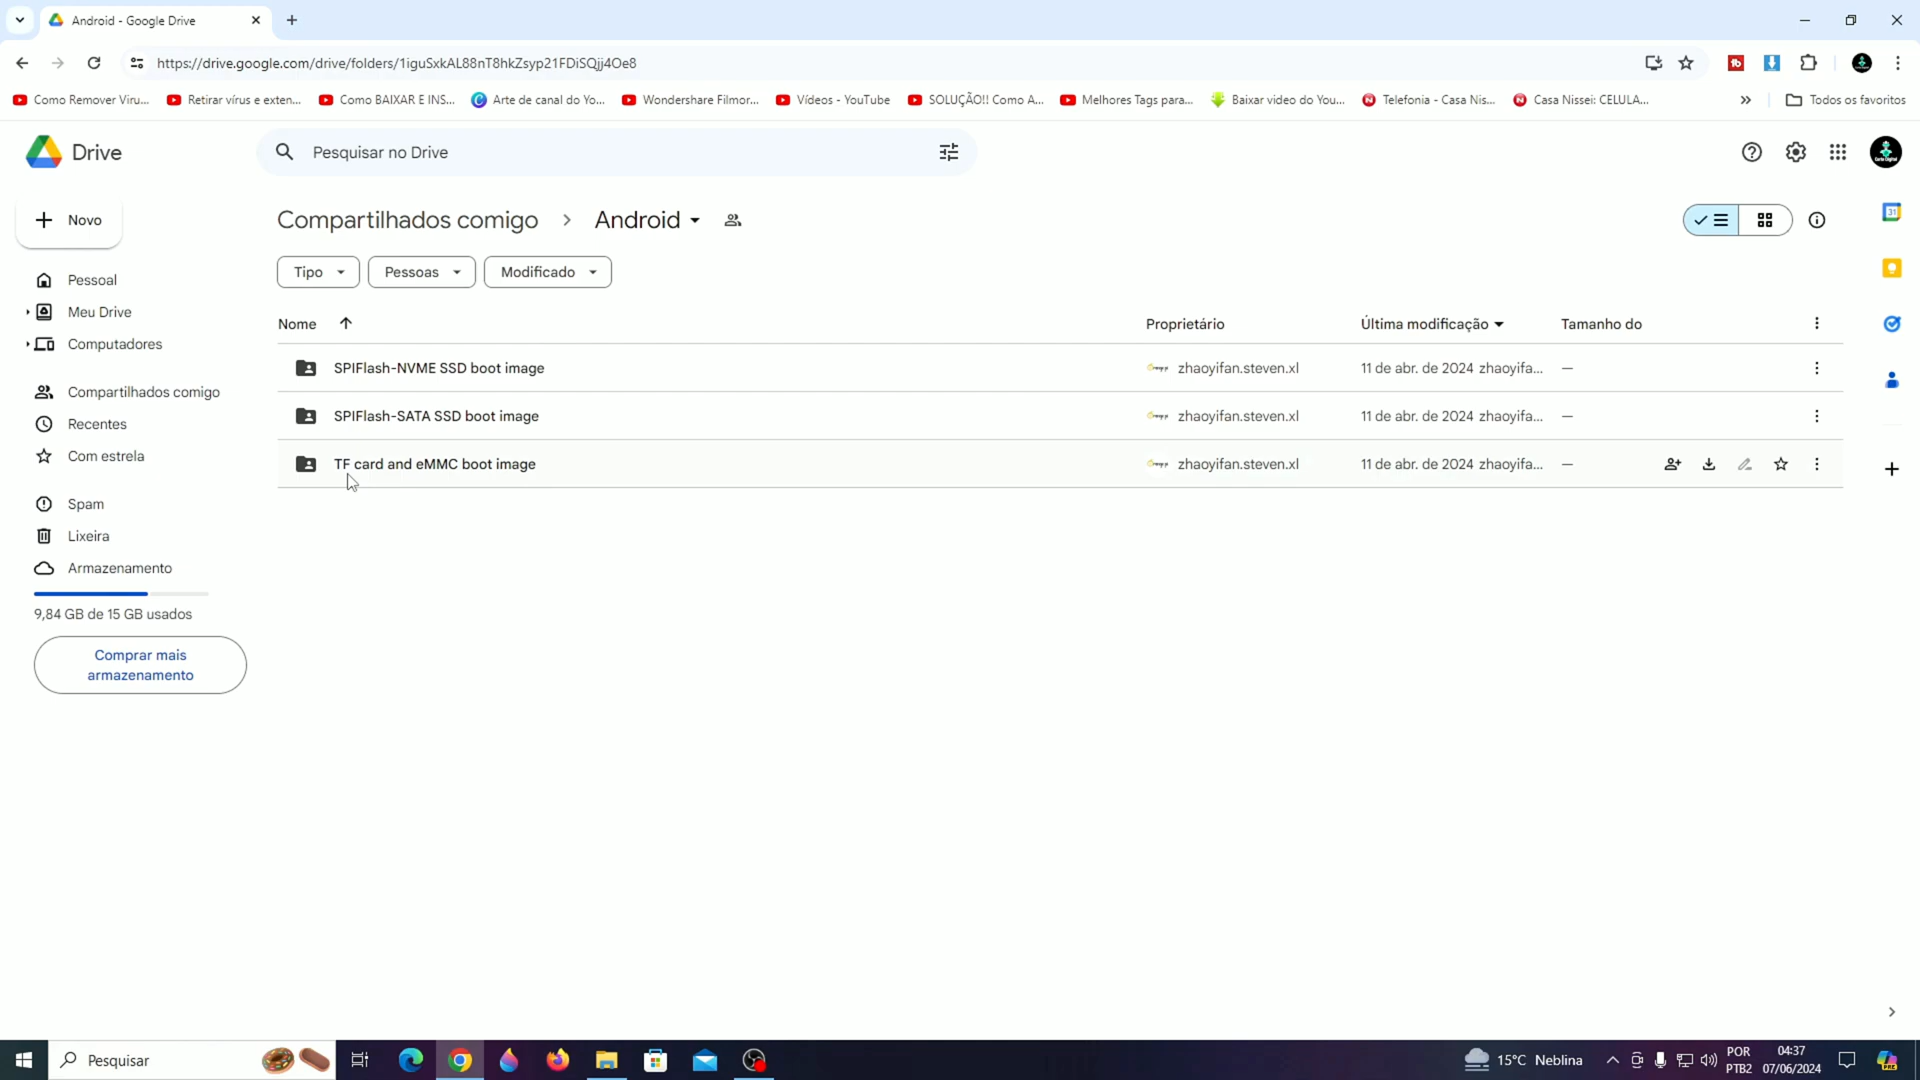 Android - Google Drive
https://drive.google.com/drive/folders/1iguSxkAL88nT8hkZsyp21FDiSQjj4Oe8
Como Remover Viru...
Retirar vírus e exten...
Como BAIXAR E INS...
Arte de canal do Yo...
Wondershare Filmor...
Vídeos - YouTube
SOLUÇÃO!! Como A...
Melhores Tags para...
Baixar video do You...
Telefonia - Casa Nis...
Casa Nissei: CELULA...
Todos os favoritos
Drive
Pesquisar no Drive
Novo
Compartilhados comigo > Android
Tipo
Pessoas
Modificado
Pessoal
Meu Drive
Computadores
Compartilhados comigo
Recentes
Com estrela
Spam
Lixeira
Armazenamento
9,84 GB de 15 GB usados
Comprar mais
armazenamento
Nome
Proprietário
Última modificação
Tamanho do
SPIFlash-NVME SSD boot image
zhaoyifan.steven.xl
11 de abr. de 2024 zhaoyifa...
—
SPIFlash-SATA SSD boot image
zhaoyifan.steven.xl
11 de abr. de 2024 zhaoyifa...
—
TF card and eMMC boot image
zhaoyifan.steven.xl
11 de abr. de 2024 zhaoyifa...
—
31
Pesquisar
15°C Neblina
POR
PTB2
04:37
07/06/2024